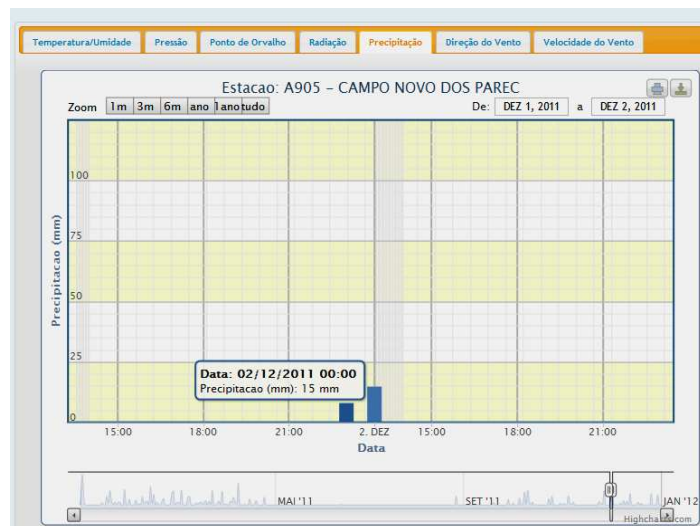 Temperatura/Umidade Pressão Ponto de Orvalho Radiação Precipitação Direção do Vento Velocidade do Vento
Estacao: A905 – CAMPO NOVO DOS PAREC
Zoom 1m 3m 6m ano 1ano tudo De: DEZ 1, 2011 a DEZ 2, 2011
Precipitacao (mm)
100
75
50
25
0
Data: 02/12/2011 00:00
Precipitacao (mm): 15 mm
15:00 18:00 21:00 2. DEZ 15:00 18:00 21:00
Data
MAI '11 SET '11 JAN '12
Highcharts.com